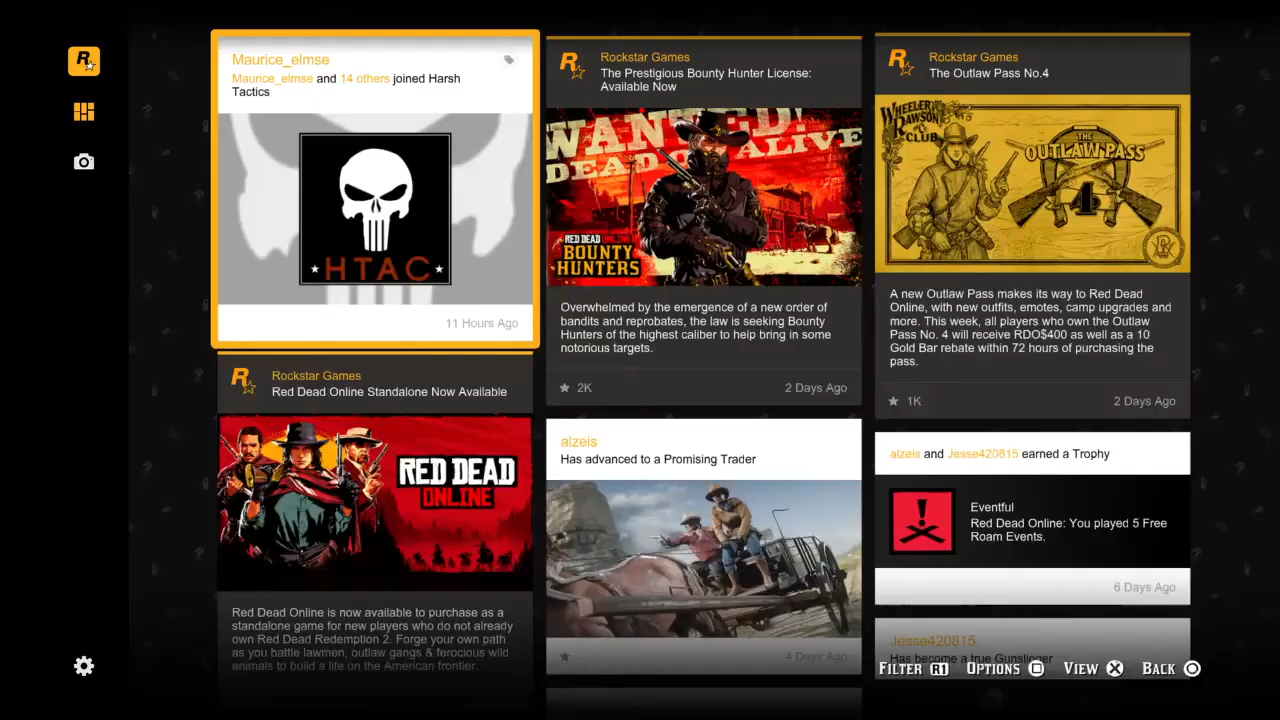 Maurice_elmse
Maurice_elmse and 14 others joined Harsh
Tactics
HTAC
11 Hours Ago
Rockstar Games
Red Dead Online Standalone Now Available
RED DEAD
ONLINE
Red Dead Online is now available to purchase as a
standalone game for new players who do not already
own Red Dead Redemption 2. Forge your own path
as you battle lawmen, outlaw gangs & ferocious wild
animals to build a life on the American frontier.
Rockstar Games
The Prestigious Bounty Hunter License:
Available Now
WANTED!
DEAD OR ALIVE
RED DEAD ONLINE
BOUNTY
HUNTERS
Overwhelmed by the emergence of a new order of
bandits and reprobates, the law is seeking Bounty
Hunters of the highest caliber to help bring in some
notorious targets.
2K
2 Days Ago
alzeis
Has advanced to a Promising Trader
4 Days Ago
Rockstar Games
The Outlaw Pass No.4
WHEELER
RAWSON
CLUB
THE
OUTLAW PASS
4
A new Outlaw Pass makes its way to Red Dead
Online, with new outfits, emotes, camp upgrades and
more. This week, all players who own the Outlaw
Pass No. 4 will receive RDO$400 as well as a 10
Gold Bar rebate within 72 hours of purchasing the
pass.
1K
2 Days Ago
alzeis and Jesse420815 earned a Trophy
Eventful
Red Dead Online: You played 5 Free
Roam Events.
6 Days Ago
Jesse420815
Has become a true Gunslinger
FILTER R1 OPTIONS VIEW BACK